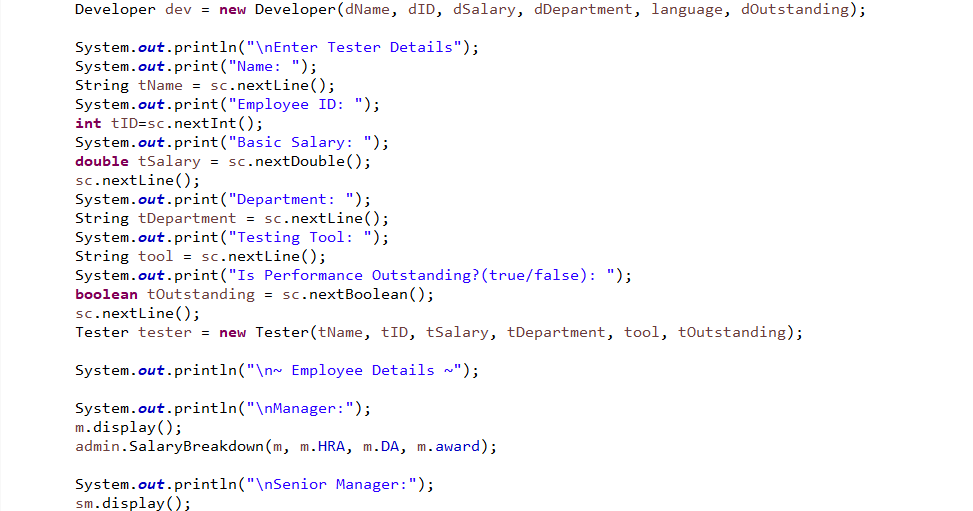 Developer dev = new Developer(dName, dID, dSalary, dDepartment, language, dOutstanding);
System.out.println("\nEnter Tester Details");
System.out.print("Name: ");
String tName = sc.nextLine();
System.out.print("Employee ID: ");
int tID=sc.nextInt();
System.out.print("Basic Salary: ");
double tSalary = sc.nextDouble();
sc.nextLine();
System.out.print("Department: ");
String tDepartment = sc.nextLine();
System.out.print("Testing Tool: ");
String tool = sc.nextLine();
System.out.print("Is Performance Outstanding?(true/false): ");
boolean tOutstanding = sc.nextBoolean();
sc.nextLine();
Tester tester = new Tester(tName, tID, tSalary, tDepartment, tool, tOutstanding);
System.out.println("\n~ Employee Details ~");
System.out.println("\nManager:");
m.display();
admin.SalaryBreakdown(m, m.HRA, m.DA, m.award);
System.out.println("\nSenior Manager:");
sm.display();